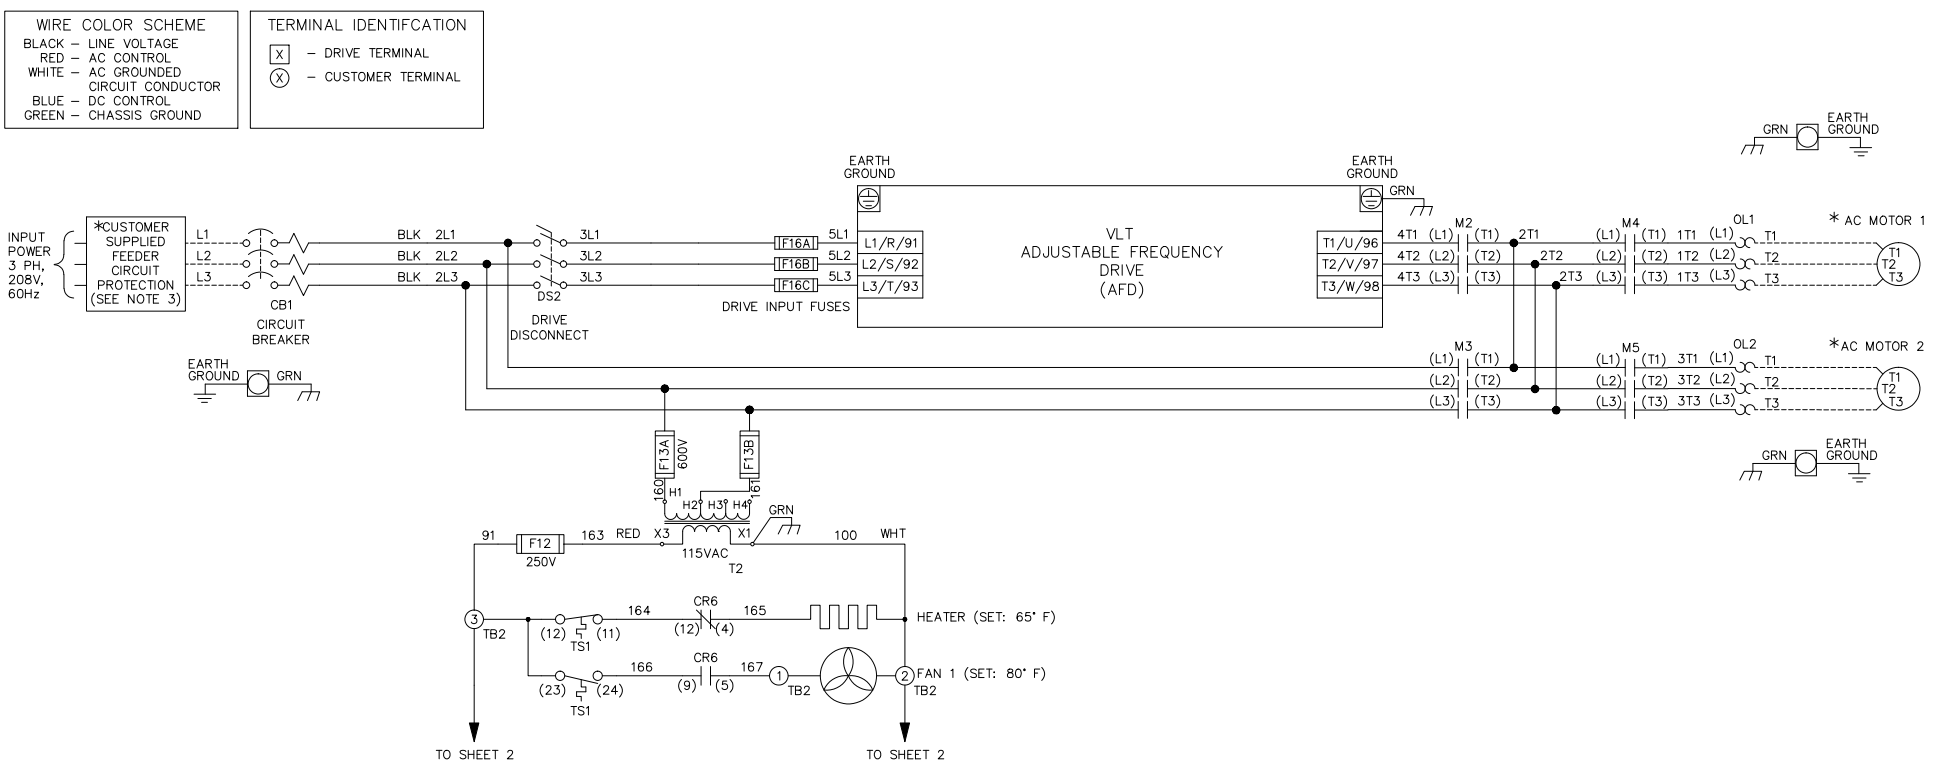 WIRE COLOR SCHEME
BLACK – LINE VOLTAGE
RED – AC CONTROL
WHITE – AC GROUNDED
CIRCUIT CONDUCTOR
BLUE – DC CONTROL
GREEN – CHASSIS GROUND
TERMINAL IDENTIFCATION
X – DRIVE TERMINAL
X – CUSTOMER TERMINAL
INPUT
POWER
3 PH,
208V,
60Hz
*CUSTOMER
SUPPLIED
FEEDER
CIRCUIT
PROTECTION
(SEE NOTE 3)
L1
L2
L3
CB1
CIRCUIT
BREAKER
EARTH
GROUND
GRN
BLK 2L1
BLK 2L2
BLK 2L3
DS2
DRIVE
DISCONNECT
3L1
3L2
3L3
F16A
F16B
F16C
DRIVE INPUT FUSES
5L1
5L2
5L3
EARTH
GROUND
L1/R/91
L2/S/92
L3/T/93
VLT
ADJUSTABLE FREQUENCY
DRIVE
(AFD)
EARTH
GROUND
GRN
T1/U/96
T2/V/97
T3/W/98
M2
4T1 (L1) (T1) 2T1
4T2 (L2) (T2) 2T2
4T3 (L3) (T3) 2T3
M4
(L1) (T1) 1T1 (L1)
(L2) (T2) 1T2 (L2)
(L3) (T3) 1T3 (L3)
OL1
T1
T2
T3
* AC MOTOR 1
T1
T2
T3
GRN
EARTH
GROUND
M3
(L1) (T1)
(L2) (T2)
(L3) (T3)
M5
(L1) (T1) 3T1 (L1)
(L2) (T2) 3T2 (L2)
(L3) (T3) 3T3 (L3)
OL2
T1
T2
T3
*AC MOTOR 2
T1
T2
T3
GRN
EARTH
GROUND
F13A
600V
F13B
160
161
H1
H2
H3
H4
GRN
91
F12
250V
163
RED
X3
X1
115VAC
T2
100
WHT
3
TB2
(12) (11)
TS1
164
CR6
(12) (4)
165
HEATER (SET: 65° F)
(23) (24)
TS1
166
CR6
(9) (5)
167
1
TB2
2
TB2
FAN 1 (SET: 80° F)
TO SHEET 2
TO SHEET 2